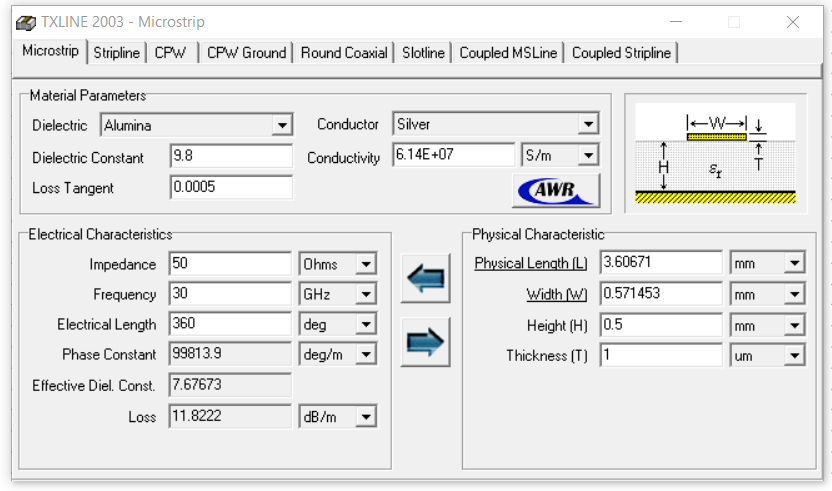 TXLINE 2003 - Microstrip
Microstrip Stripline CPW CPW Ground Round Coaxial Slotline Coupled MSLine Coupled Stripline
Material Parameters
Dielectric Alumina Conductor Silver
Dielectric Constant 9.8 Conductivity 6.14E+07 S/m
Loss Tangent 0.0005 AWR
W
H εr T
Electrical Characteristics
Impedance 50 Ohms
Frequency 30 GHz
Electrical Length 360 deg
Phase Constant 99813.9 deg/m
Effective Diel. Const. 7.67673
Loss 11.8222 dB/m
Physical Characteristic
Physical Length (L) 3.60671 mm
Width (W) 0.571453 mm
Height (H) 0.5 mm
Thickness (T) 1 um